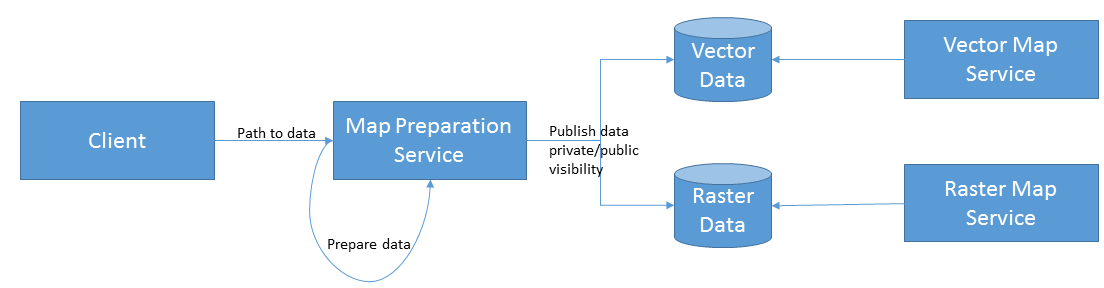 Client
Path to data
Map Preparation
Service
Prepare data
Publish data
private/public
visibility
Vector
Data
Raster
Data
Vector Map
Service
Raster Map
Service